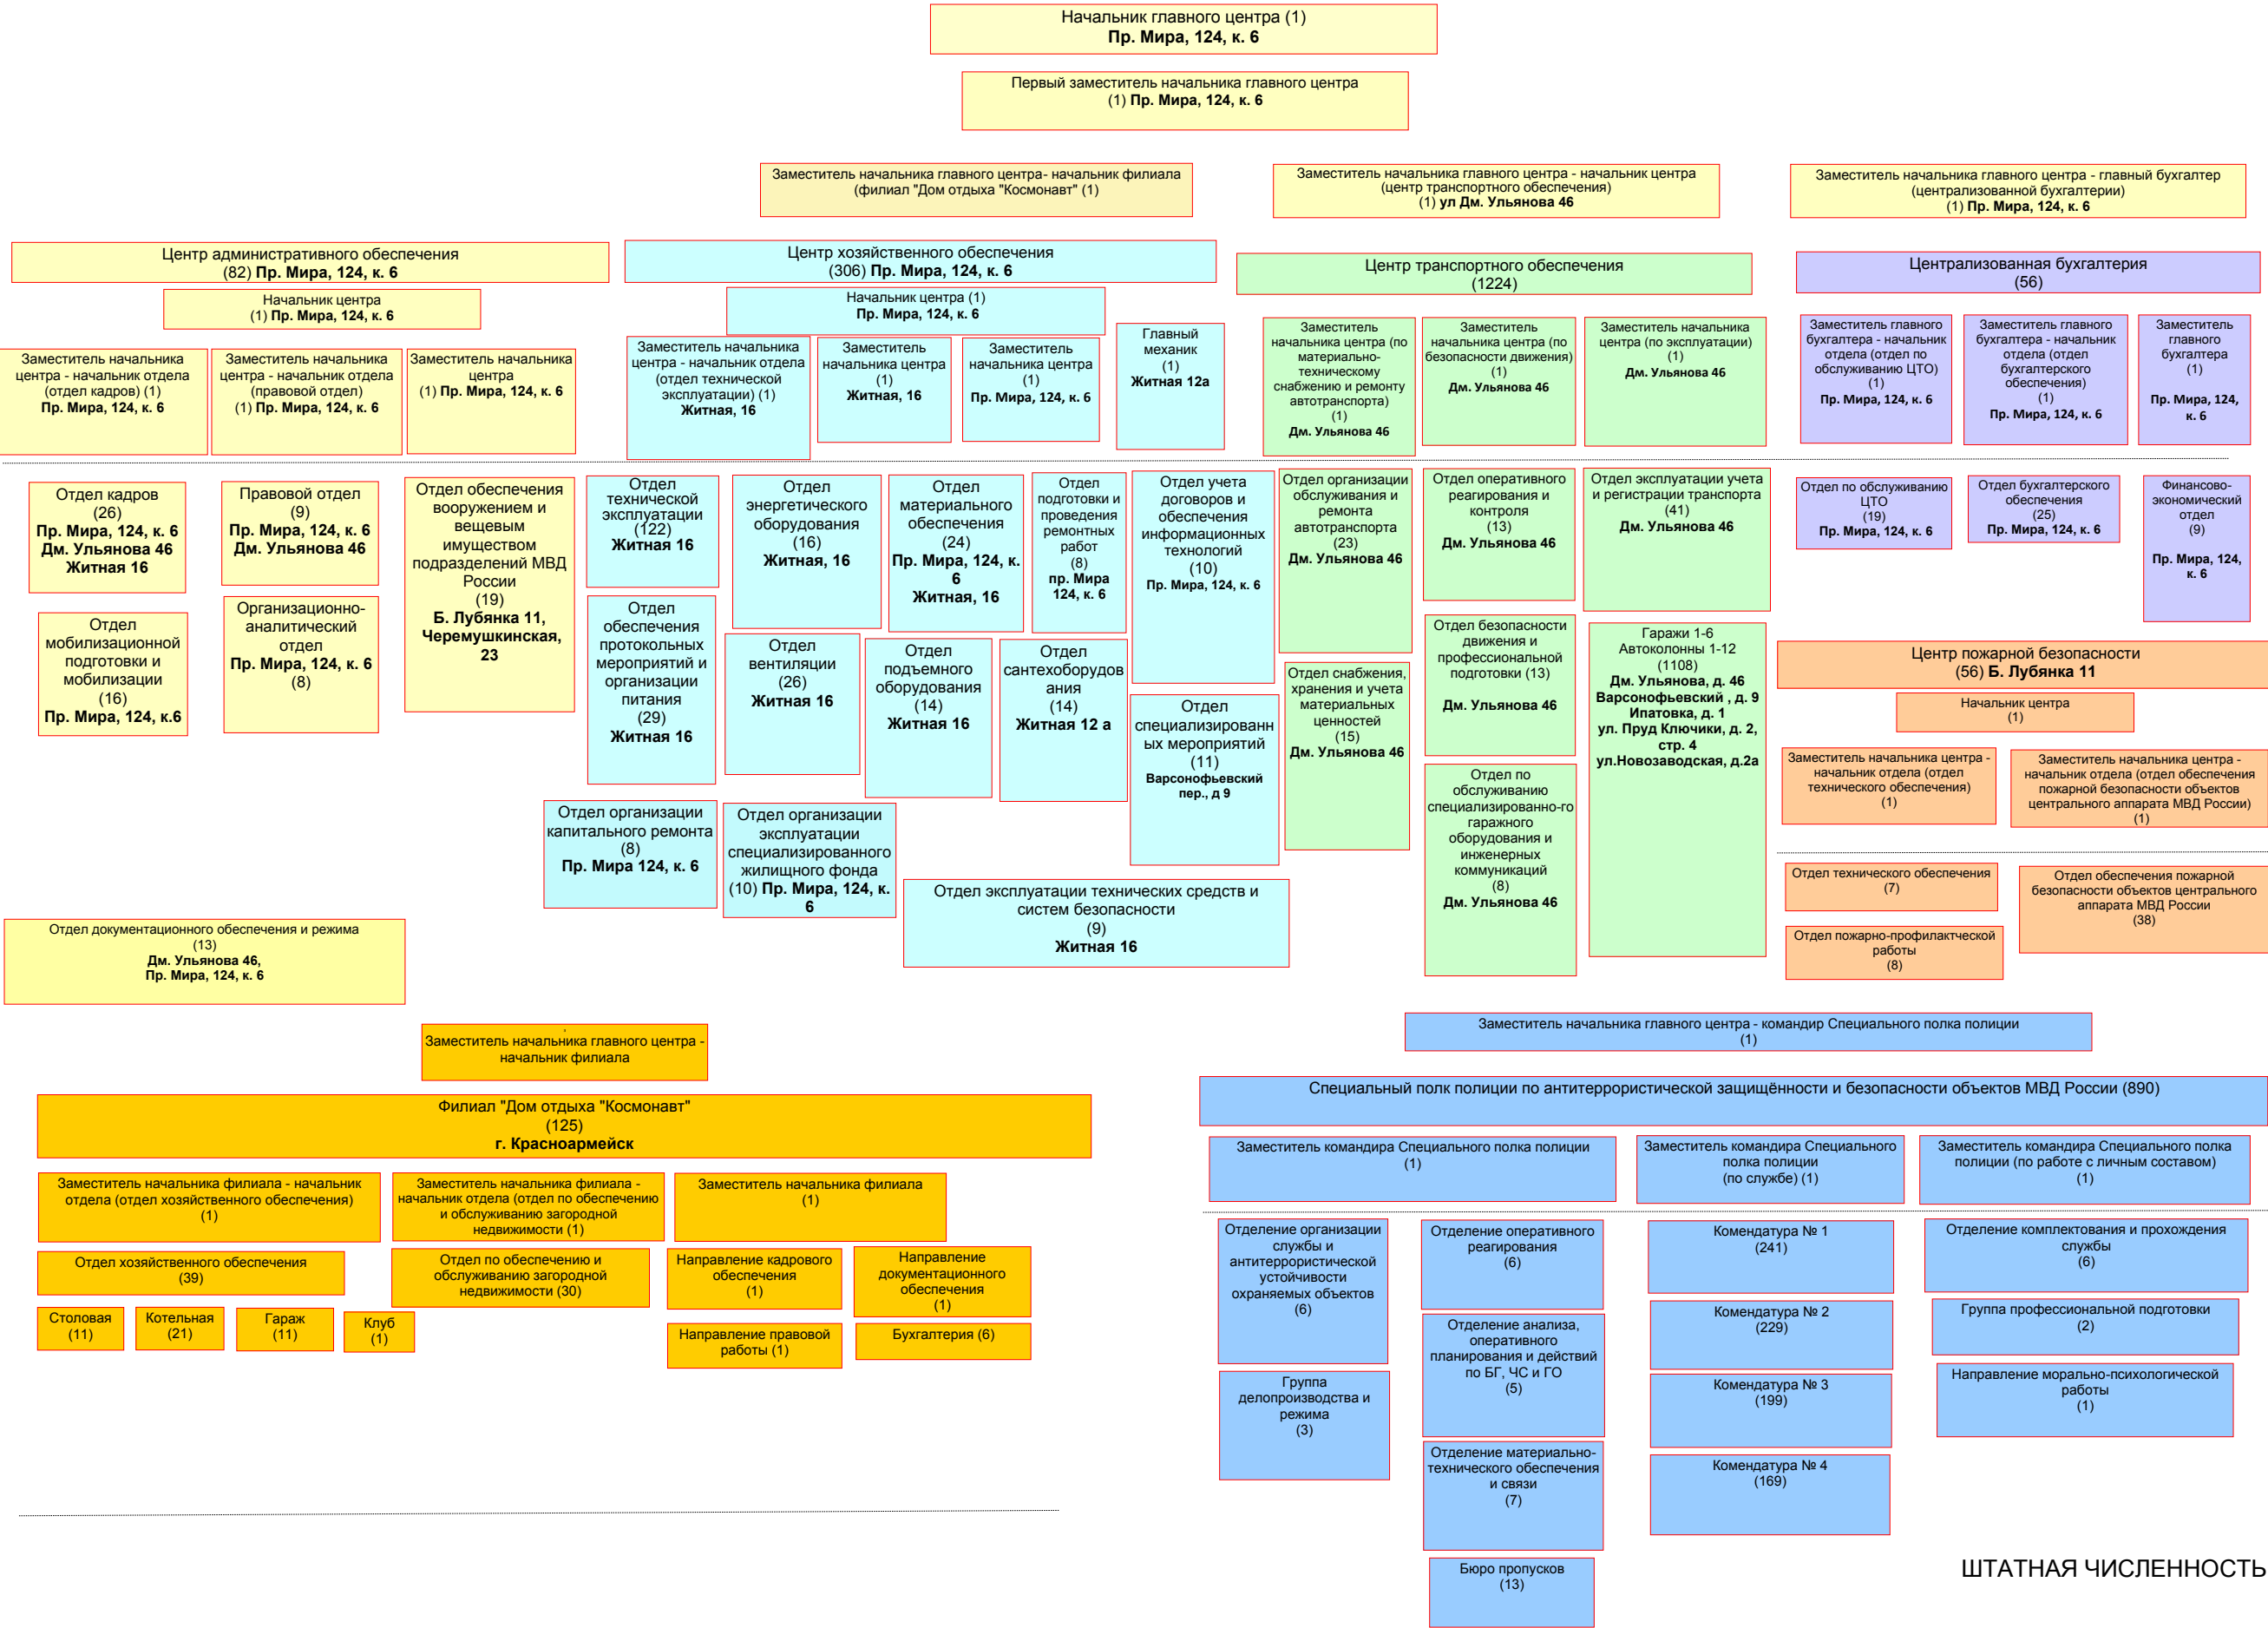 Начальник главного центра (1)
Пр. Мира, 124, к. 6
Первый заместитель начальника главного центра
(1) Пр. Мира, 124, к. 6
Заместитель начальника главного центра- начальник филиала
(филиал "Дом отдыха "Космонавт" (1)
Заместитель начальника главного центра - начальник центра
(центр транспортного обеспечения)
(1) ул Дм. Ульянова 46
Заместитель начальника главного центра - главный бухгалтер
(централизованной бухгалтерии)
(1) Пр. Мира, 124, к. 6
Центр административного обеспечения
(82) Пр. Мира, 124, к. 6
Центр хозяйственного обеспечения
(306) Пр. Мира, 124, к. 6
Центр транспортного обеспечения
(1224)
Централизованная бухгалтерия
(56)
Начальник центра
(1) Пр. Мира, 124, к. 6
Начальник центра (1)
Пр. Мира, 124, к. 6
Заместитель начальника
центра - начальник отдела
(отдел кадров) (1)
Пр. Мира, 124, к. 6
Заместитель начальника
центра - начальник отдела
(правовой отдел)
(1) Пр. Мира, 124, к. 6
Заместитель начальника
центра
(1) Пр. Мира, 124, к. 6
Заместитель начальника
центра - начальник отдела
(отдел технической
эксплуатации) (1)
Житная, 16
Заместитель
начальника центра
(1)
Житная, 16
Заместитель
начальника центра
(1)
Пр. Мира, 124, к. 6
Главный
механик
(1)
Житная 12а
Заместитель
начальника центра (по
материально-
техническому
снабжению и ремонту
автотранспорта)
(1)
Дм. Ульянова 46
Заместитель
начальника центра (по
безопасности движения)
(1)
Дм. Ульянова 46
Заместитель начальника
центра (по эксплуатации)
(1)
Дм. Ульянова 46
Заместитель главного
бухгалтера - начальник
отдела (отдел по
обслуживанию ЦТО)
(1)
Пр. Мира, 124, к. 6
Заместитель главного
бухгалтера - начальник
отдела (отдел
бухгалтерского
обеспечения)
(1)
Пр. Мира, 124, к. 6
Заместитель
главного
бухгалтера
(1)
Пр. Мира, 124,
к. 6
Отдел кадров
(26)
Пр. Мира, 124, к. 6
Дм. Ульянова 46
Житная 16
Правовой отдел
(9)
Пр. Мира, 124, к. 6
Дм. Ульянова 46
Отдел обеспечения
вооружением и
вещевым
имуществом
подразделений МВД
России
(19)
Б. Лубянка 11,
Черемушкинская,
23
Отдел
технической
эксплуатации
(122)
Житная 16
Отдел
энергетического
оборудования
(16)
Житная, 16
Отдел
материального
обеспечения
(24)
Пр. Мира, 124, к.
6
Житная, 16
Отдел
подготовки и
проведения
ремонтных
работ
(8)
пр. Мира
124, к. 6
Отдел учета
договоров и
обеспечения
информационных
технологий
(10)
Пр. Мира, 124, к. 6
Отдел организации
обслуживания и
ремонта
автотранспорта
(23)
Дм. Ульянова 46
Отдел оперативного
реагирования и
контроля
(13)
Дм. Ульянова 46
Отдел эксплуатации учета
и регистрации транспорта
(41)
Дм. Ульянова 46
Отдел по обслуживанию
ЦТО
(19)
Пр. Мира, 124, к. 6
Отдел бухгалтерского
обеспечения
(25)
Пр. Мира, 124, к. 6
Финансово-
экономический
отдел
(9)
Пр. Мира, 124,
к. 6
Отдел
мобилизационной
подготовки и
мобилизации
(16)
Пр. Мира, 124, к.6
Организационно-
аналитический
отдел
Пр. Мира, 124, к. 6
(8)
Отдел
обеспечения
протокольных
мероприятий и
организации
питания
(29)
Житная 16
Отдел
вентиляции
(26)
Житная 16
Отдел
подъемного
оборудования
(14)
Житная 16
Отдел
сантехоборудов
ания
(14)
Житная 12 а
Отдел
специализированн
ых мероприятий
(11)
Варсонофьевский
пер., д 9
Отдел снабжения,
хранения и учета
материальных
ценностей
(15)
Дм. Ульянова 46
Отдел безопасности
движения и
профессиональной
подготовки (13)
Дм. Ульянова 46
Гаражи 1-6
Автоколонны 1-12
(1108)
Дм. Ульянова, д. 46
Варсонофьевский , д. 9
Ипатовка, д. 1
ул. Пруд Ключики, д. 2,
стр. 4
ул.Новозаводская, д.2а
Центр пожарной безопасности
(56) Б. Лубянка 11
Начальник центра
(1)
Заместитель начальника центра -
начальник отдела (отдел
технического обеспечения)
(1)
Заместитель начальника центра -
начальник отдела (отдел обеспечения
пожарной безопасности объектов
центрального аппарата МВД России)
(1)
Отдел организации
капитального ремонта
(8)
Пр. Мира 124, к. 6
Отдел организации
эксплуатации
специализированного
жилищного фонда
(10) Пр. Мира, 124, к.
6
Отдел эксплуатации технических средств и
систем безопасности
(9)
Житная 16
Отдел по
обслуживанию
специализированно-го
гаражного
оборудования и
инженерных
коммуникаций
(8)
Дм. Ульянова 46
Отдел технического обеспечения
(7)
Отдел обеспечения пожарной
безопасности объектов центрального
аппарата МВД России
(38)
Отдел пожарно-профилактческой
работы
(8)
Отдел документационного обеспечения и режима
(13)
Дм. Ульянова 46,
Пр. Мира, 124, к. 6
Заместитель начальника главного центра -
начальник филиала
Заместитель начальника главного центра - командир Специального полка полиции
(1)
Филиал "Дом отдыха "Космонавт"
(125)
г. Красноармейск
Специальный полк полиции по антитеррористической защищённости и безопасности объектов МВД России (890)
Заместитель начальника филиала - начальник
отдела (отдел хозяйственного обеспечения)
(1)
Заместитель начальника филиала -
начальник отдела (отдел по обеспечению
и обслуживанию загородной
недвижимости (1)
Заместитель начальника филиала
(1)
Заместитель командира Специального полка полиции
(1)
Заместитель командира Специального
полка полиции
(по службе) (1)
Заместитель командира Специального полка
полиции (по работе с личным составом)
(1)
Отдел хозяйственного обеспечения
(39)
Отдел по обеспечению и
обслуживанию загородной
недвижимости (30)
Направление кадрового
обеспечения
(1)
Направление
документационного
обеспечения
(1)
Столовая
(11)
Котельная
(21)
Гараж
(11)
Клуб
(1)
Направление правовой
работы (1)
Бухгалтерия (6)
Отделение организации
службы и
антитеррористической
устойчивости
охраняемых объектов
(6)
Отделение оперативного
реагирования
(6)
Комендатура № 1
(241)
Отделение комплектования и прохождения
службы
(6)
Отделение анализа,
оперативного
планирования и действий
по БГ, ЧС и ГО
(5)
Комендатура № 2
(229)
Группа профессиональной подготовки
(2)
Группа
делопроизводства и
режима
(3)
Комендатура № 3
(199)
Направление морально-психологической
работы
(1)
Отделение материально-
технического обеспечения
и связи
(7)
Комендатура № 4
(169)
Бюро пропусков
(13)
ШТАТНАЯ ЧИСЛЕННОСТЬ